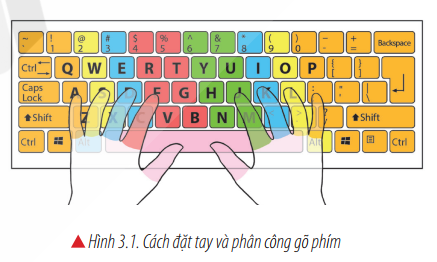 ~ ` ! 1 @ 2 # 3 $ 4 % 5 ^ 6 & 7 * 8 ( 9 ) 0 - - + = Backspace
Ctrl Q W E R T Y U I O P { [ } ]
Caps Lock A S F G H J K L : ; " ' | \
Shift Z X C V B N M > ? / Shift
Ctrl Alt Alt Ctrl
▲ Hình 3.1. Cách đặt tay và phân công gõ phím